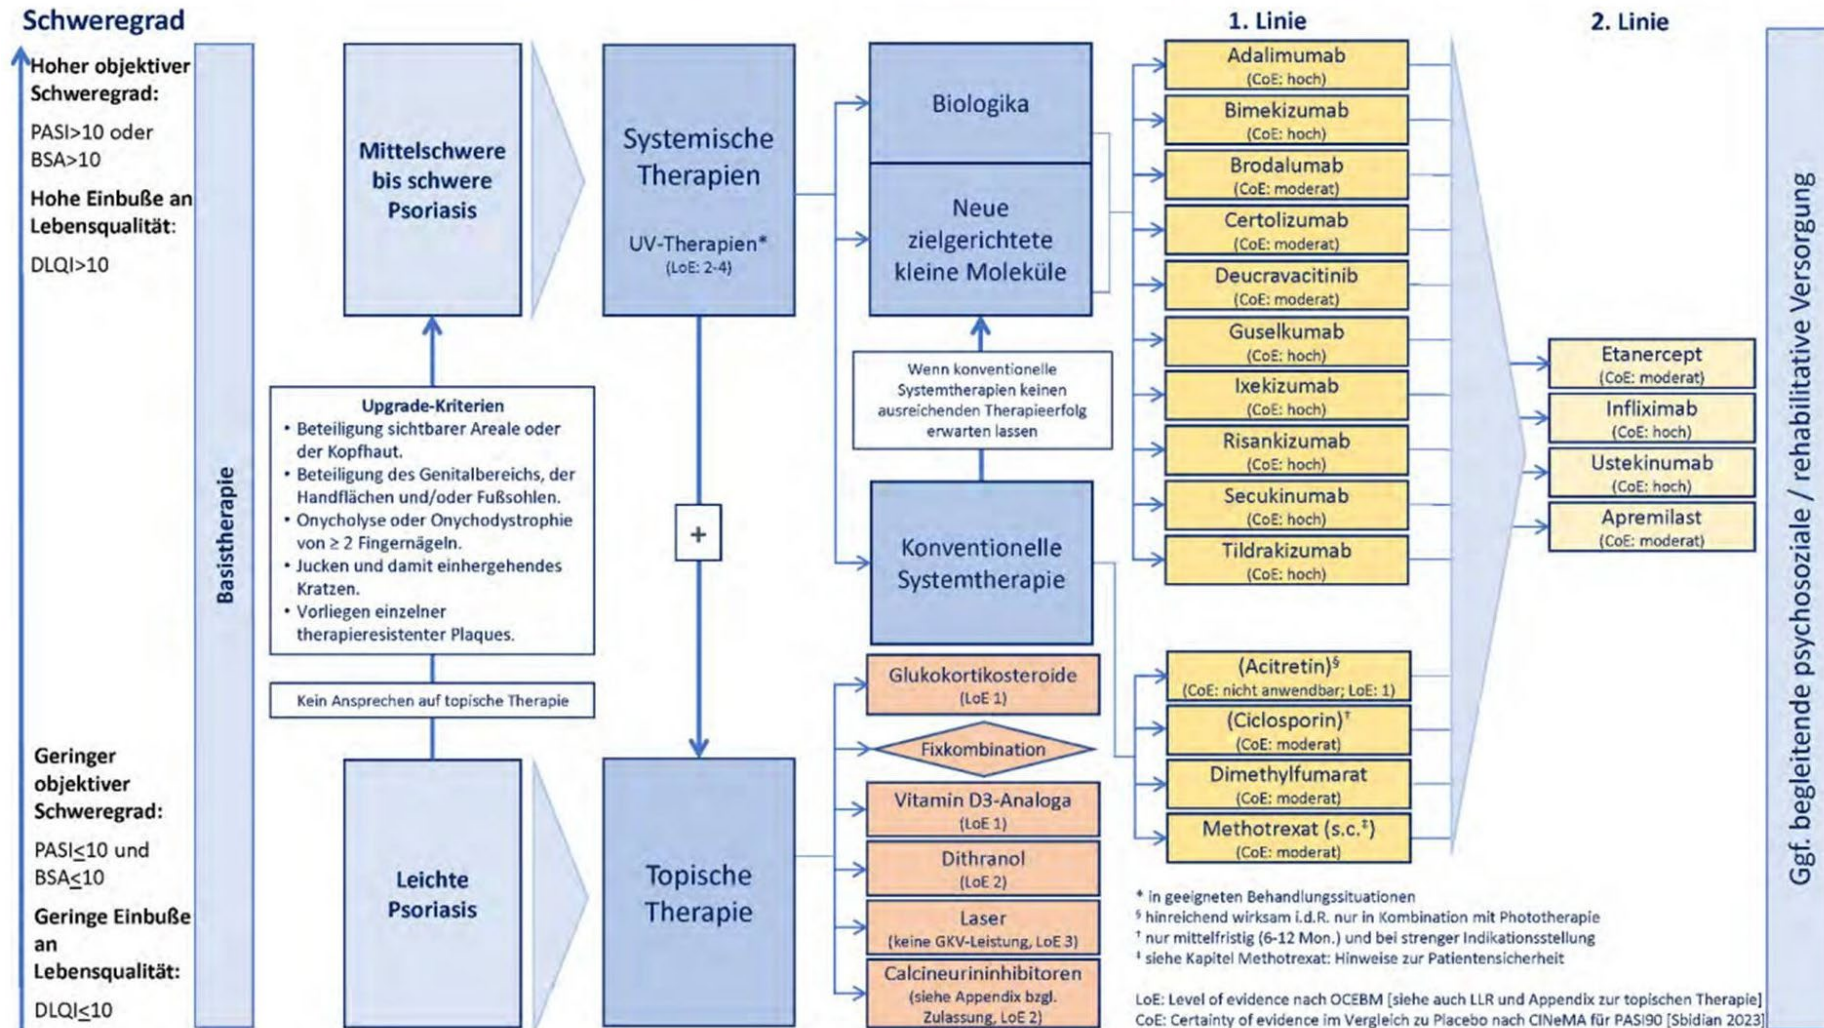 Schweregrad
Hoher objektiver
Schweregrad:
PASI>10 oder
BSA>10
Hohe Einbuße an
Lebensqualität:
DLQI>10
Geringer
objektiver
Schweregrad:
PASI≤10 und
BSA≤10
Geringe Einbuße
an
Lebensqualität:
DLQI≤10
Basistherapie
Mittelschwere
bis schwere
Psoriasis
Upgrade-Kriterien
• Beteiligung sichtbarer Areale oder
der Kopfhaut.
• Beteiligung des Genitalbereichs, der
Handflächen und/oder Fußsohlen.
• Onycholyse oder Onychodystrophie
von ≥ 2 Fingernägeln.
• Jucken und damit einhergehendes
Kratzen.
• Vorliegen einzelner
therapieresistenter Plaques.
Kein Ansprechen auf topische Therapie
Leichte
Psoriasis
Systemische
Therapien
UV-Therapien*
(LoE: 2-4)
+
Topische
Therapie
Biologika
Neue
zielgerichtete
kleine Moleküle
Wenn konventionelle
Systemtherapien keinen
ausreichenden Therapieerfolg
erwarten lassen
Konventionelle
Systemtherapie
Glukokortikosteroide
(LoE 1)
Fixkombination
Vitamin D3-Analoga
(LoE 1)
Dithranol
(LoE 2)
Laser
(keine GKV-Leistung, LoE 3)
Calcineurininhibitoren
(siehe Appendix bzgl.
Zulassung, LoE 2)
1. Linie
Adalimumab
(CoE: hoch)
Bimekizumab
(CoE: hoch)
Brodalumab
(CoE: moderat)
Certolizumab
(CoE: moderat)
Deucravacitinib
(CoE: moderat)
Guselkumab
(CoE: hoch)
Ixekizumab
(CoE: hoch)
Risankizumab
(CoE: hoch)
Secukinumab
(CoE: hoch)
Tildrakizumab
(CoE: hoch)
(Acitretin)§
(CoE: nicht anwendbar; LoE: 1)
(Ciclosporin)†
(CoE: moderat)
Dimethylfumarat
(CoE: moderat)
Methotrexat (s.c.‡)
(CoE: moderat)
2. Linie
Etanercept
(CoE: moderat)
Infliximab
(CoE: hoch)
Ustekinumab
(CoE: hoch)
Apremilast
(CoE: moderat)
Ggf. begleitende psychosoziale / rehabilitative Versorgung
* in geeigneten Behandlungssituationen
§ hinreichend wirksam i.d.R. nur in Kombination mit Phototherapie
† nur mittelfristig (6-12 Mon.) und bei strenger Indikationsstellung
‡ siehe Kapitel Methotrexat: Hinweise zur Patientensicherheit
LoE: Level of evidence nach OCEBM [siehe auch LLR und Appendix zur topischen Therapie]
CoE: Certainty of evidence im Vergleich zu Placebo nach CINeMA für PASI90 [Sbidian 2023]